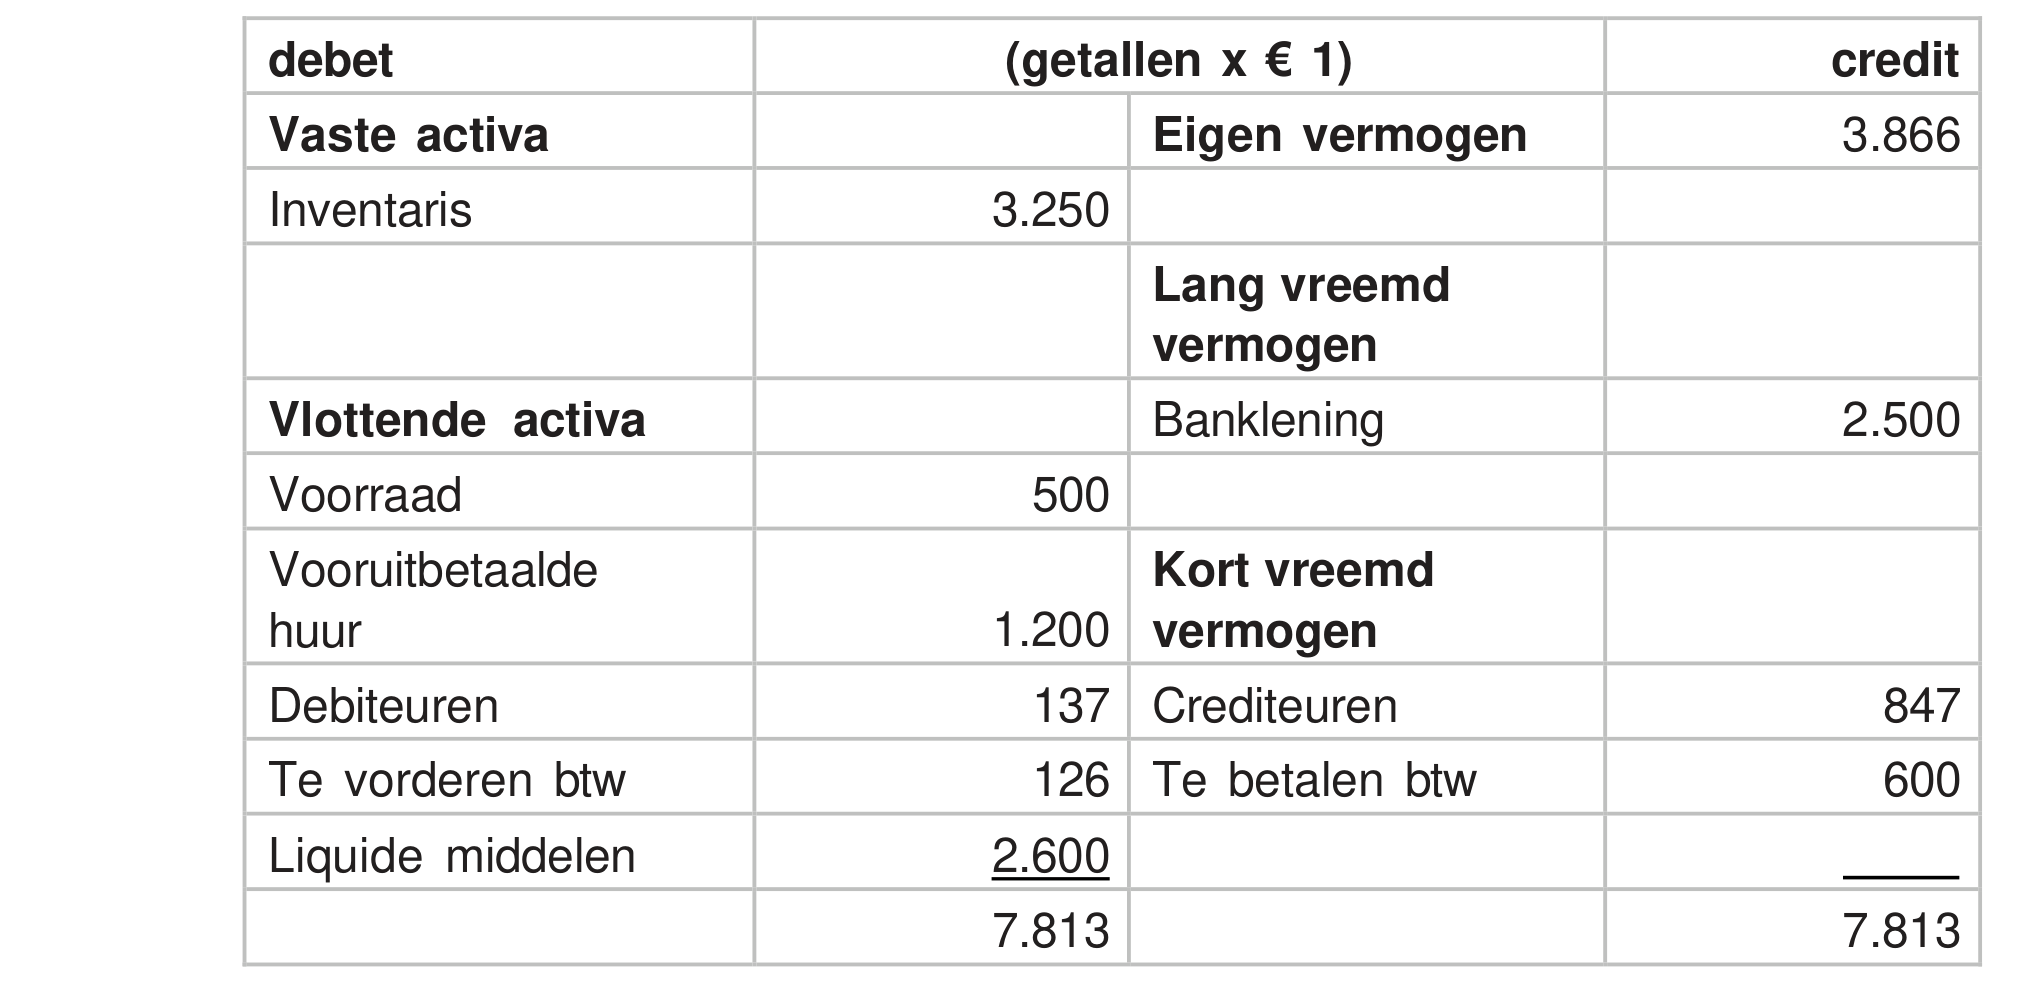 debet (getallen x € 1) credit
Vaste activa Eigen vermogen 3.866
Inventaris 3.250
Lang vreemd
vermogen
Vlottende activa Banklening 2.500
Voorraad 500
Vooruitbetaalde Kort vreemd
huur 1.200 vermogen
Debiteuren 137 Crediteuren 847
Te vorderen btw 126 Te betalen btw 600
Liquide middelen 2.600
7.813 7.813